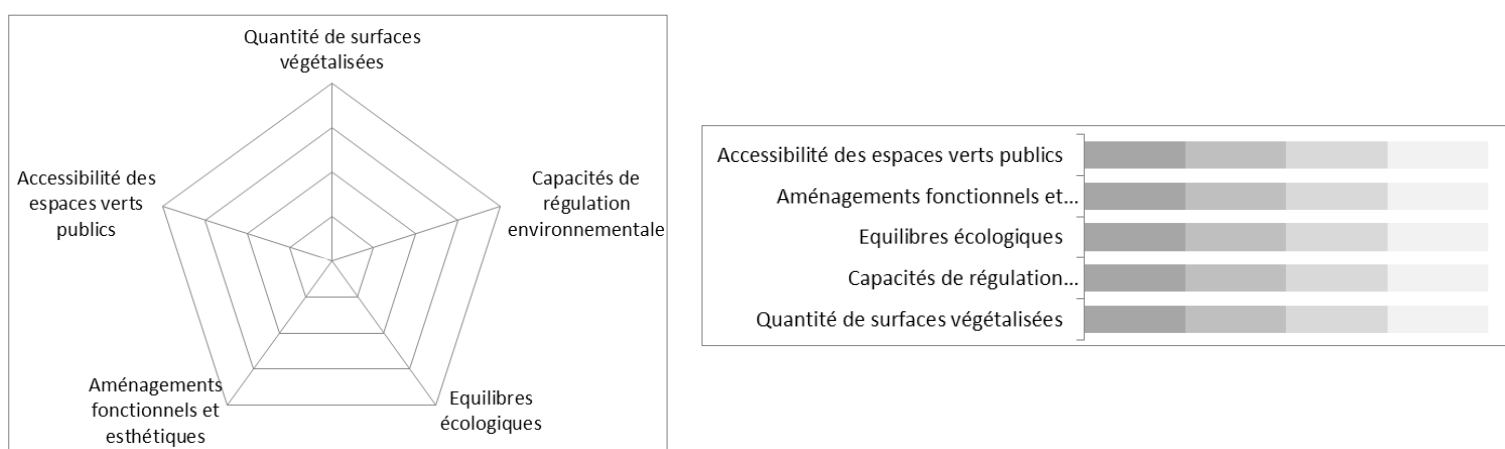 Quantité de surfaces
végétalisées
Accessibilité des
espaces verts
publics
Capacités de
régulation
environnementale
Aménagements
fonctionnels et
esthétiques
Equilibres
écologiques
Accessibilité des espaces verts publics
Aménagements fonctionnels et...
Equilibres écologiques
Capacités de régulation...
Quantité de surfaces végétalisées